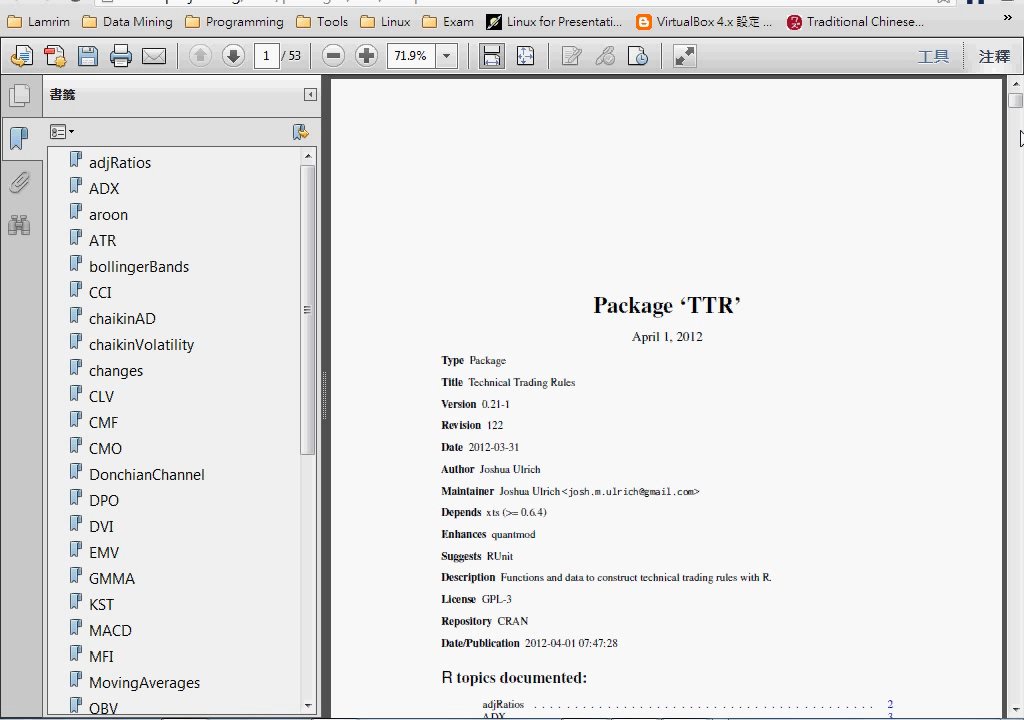 Lamrim Data Mining Programming Tools Linux Exam Linux for Presentati... VirtualBox 4.x 設定 ... Traditional Chinese... »
1 / 53 71.9% 工具 注釋
書籤
adjRatios
ADX
aroon
ATR
bollingerBands
CCI
chaikinAD
chaikinVolatility
changes
CLV
CMF
CMO
DonchianChannel
DPO
DVI
EMV
GMMA
KST
MACD
MFI
MovingAverages
OBV
Package ‘TTR’
April 1, 2012
Type Package
Title Technical Trading Rules
Version 0.21-1
Revision 122
Date 2012-03-31
Author Joshua Ulrich
Maintainer Joshua Ulrich <josh.m.ulrich@gmail.com>
Depends xts (>= 0.6.4)
Enhances quantmod
Suggests RUnit
Description Functions and data to construct technical trading rules with R.
License GPL-3
Repository CRAN
Date/Publication 2012-04-01 07:47:28
R topics documented:
adjRatios . . . . . . . . . . . . . . . . . . . . . . . . . . . . . . . . . . . . . . . . 2
ADX 3